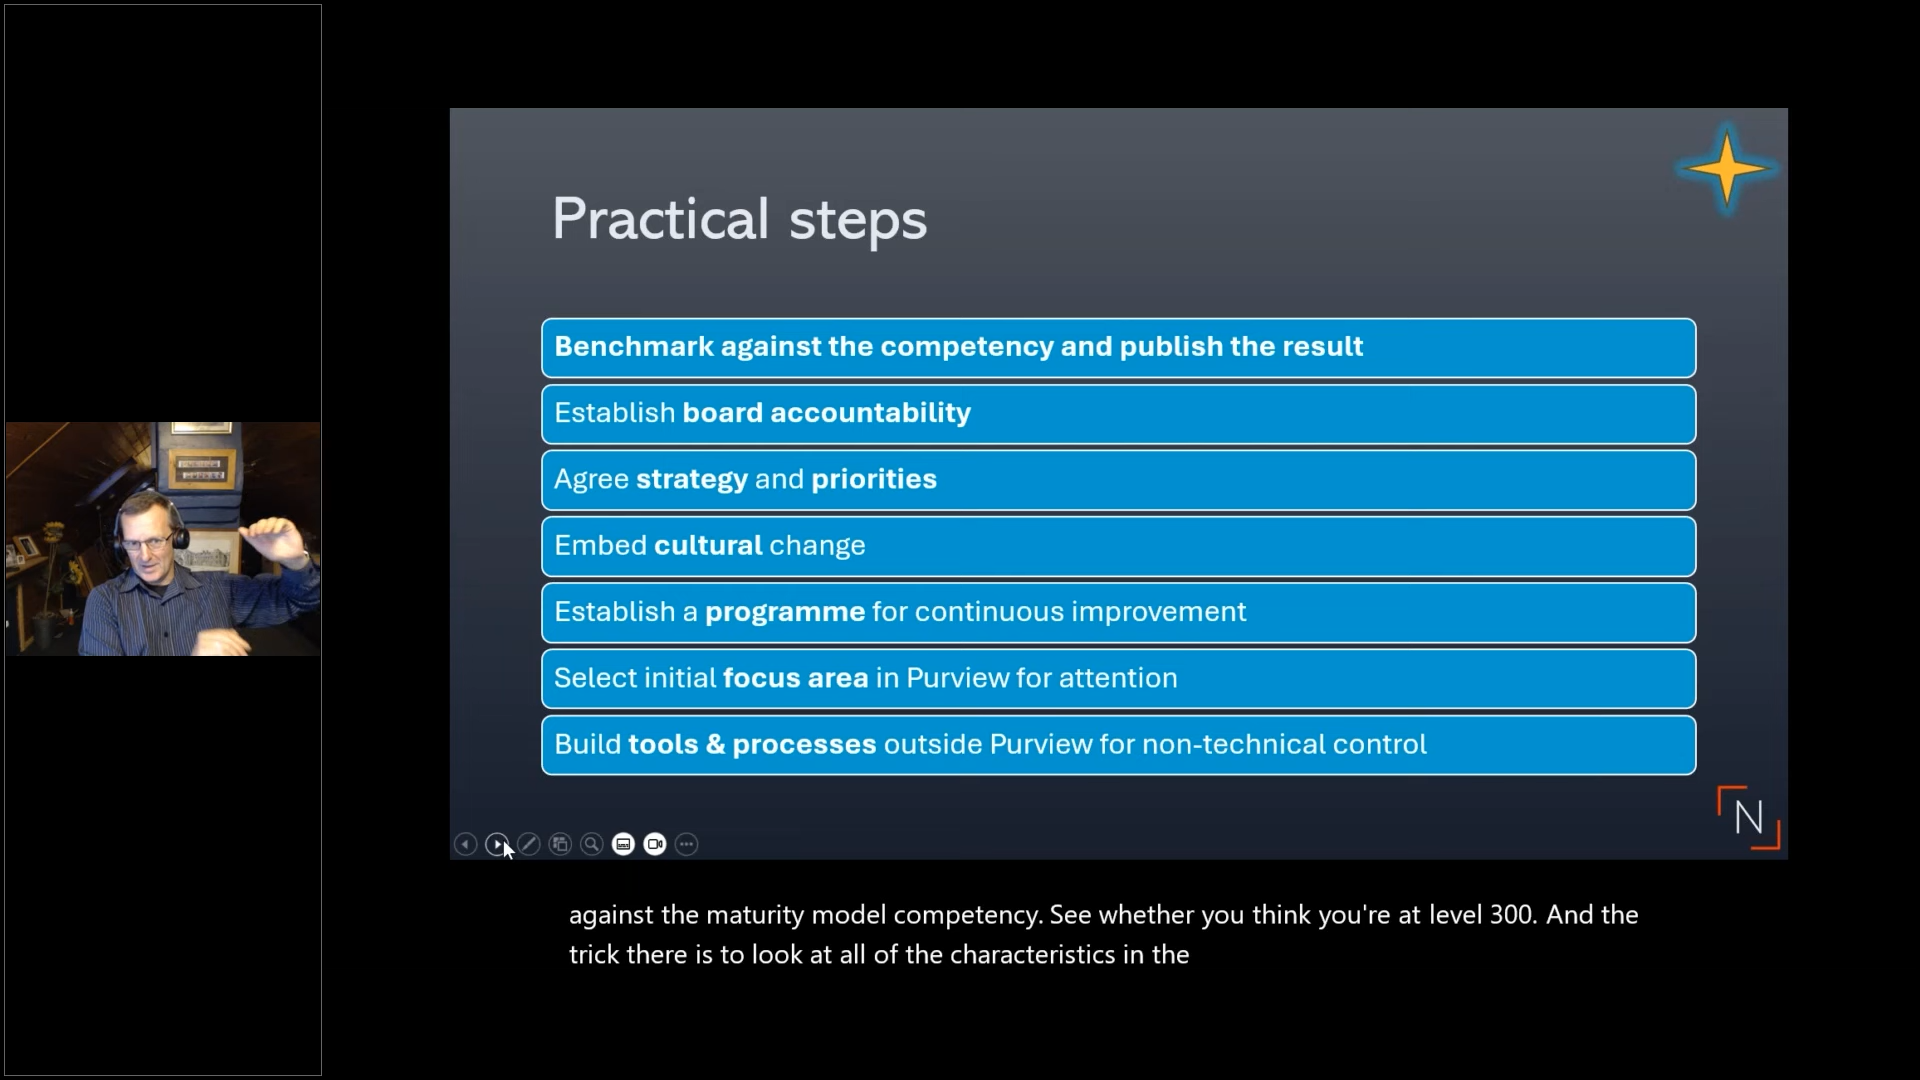 Practical steps
Benchmark against the competency and publish the result
Establish board accountability
Agree strategy and priorities
Embed cultural change
Establish a programme for continuous improvement
Select initial focus area in Purview for attention
Build tools & processes outside Purview for non-technical control
N
against the maturity model competency. See whether you think you're at level 300. And the
trick there is to look at all of the characteristics in the